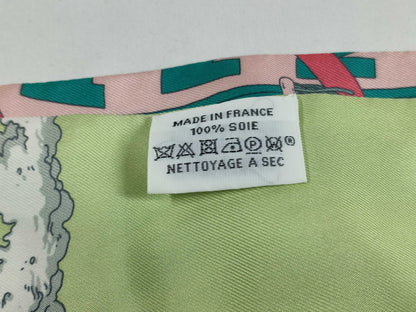 MADE IN FRANCE
100% SOIE
P W ®
NETTOYAGE A SEC